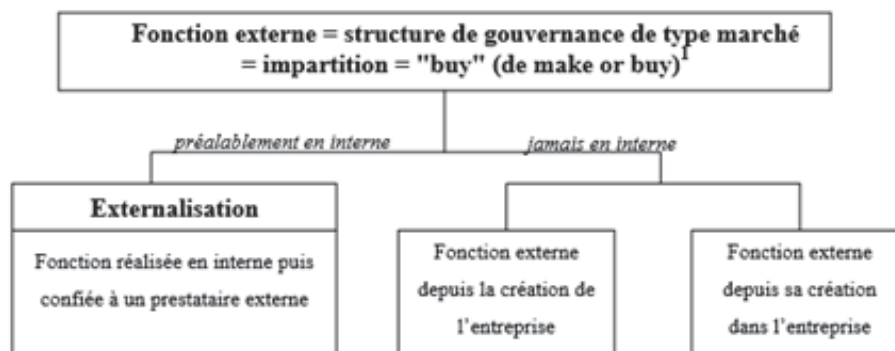 Fonction externe = structure de gouvernance de type marché
= impartition = "buy" (de make or buy)1
préalablement en interne
jamais en interne
Externalisation
Fonction réalisée en interne puis
confiée à un prestataire externe
Fonction externe
depuis la création de
l'entreprise
Fonction externe
depuis sa création
dans l'entreprise